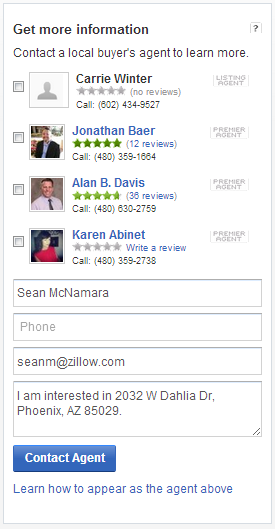 Get more information
?
Contact a local buyer's agent to learn more.
Carrie Winter
LISTING AGENT
(no reviews)
Call: (602) 434-9527
Jonathan Baer
PREMIER AGENT
(12 reviews)
Call: (480) 359-1664
Alan B. Davis
PREMIER AGENT
(36 reviews)
Call: (480) 630-2759
Karen Abinet
PREMIER AGENT
Write a review
Call: (480) 359-2738
Sean McNamara
Phone
seanm@zillow.com
I am interested in 2032 W Dahlia Dr,
Phoenix, AZ 85029.
Contact Agent
Learn how to appear as the agent above